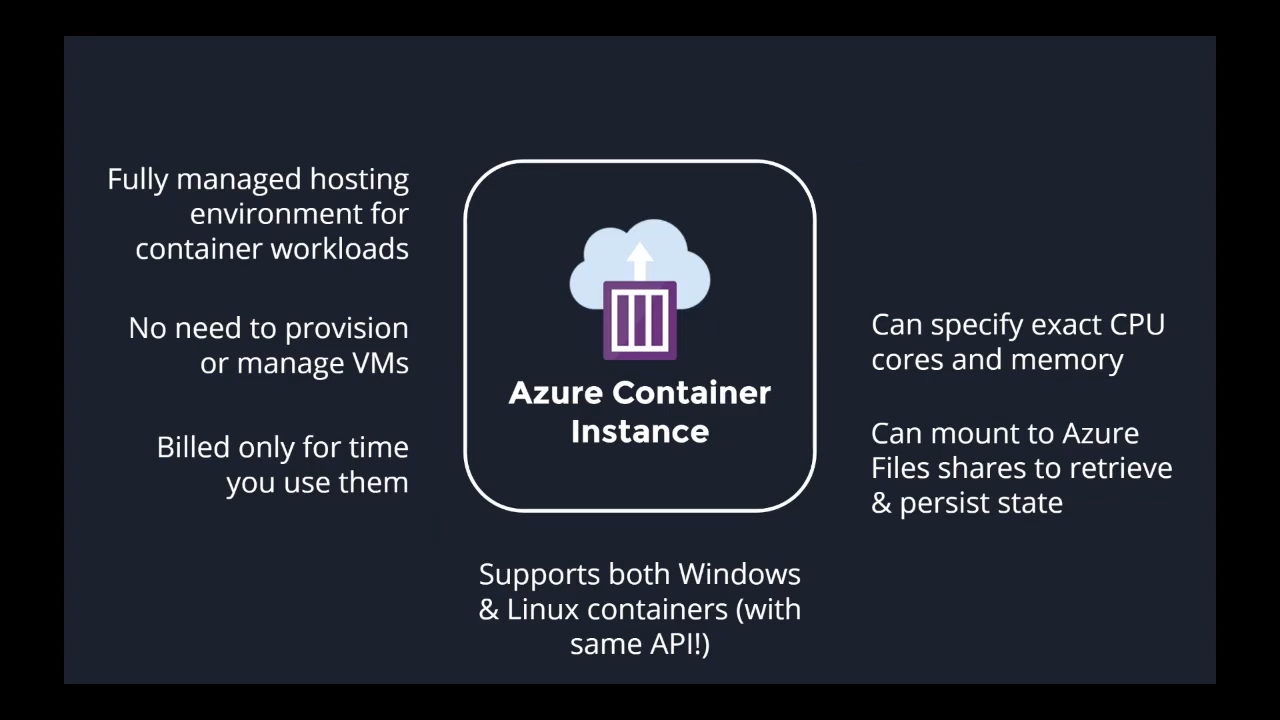 Fully managed hosting
environment for
container workloads
No need to provision
or manage VMs
Billed only for time
you use them
Azure Container
Instance
Supports both Windows
& Linux containers (with
same API!)
Can specify exact CPU
cores and memory
Can mount to Azure
Files shares to retrieve
& persist state